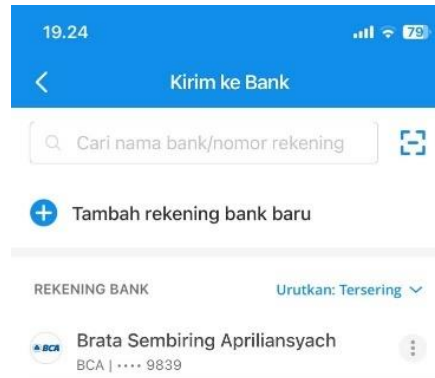 19.24
79
Kirim ke Bank
Cari nama bank/nomor rekening
Tambah rekening bank baru
REKENING BANK
Urutkan: Tersering
BCA
Brata Sembiring Apriliansyach
BCA | •••• 9839